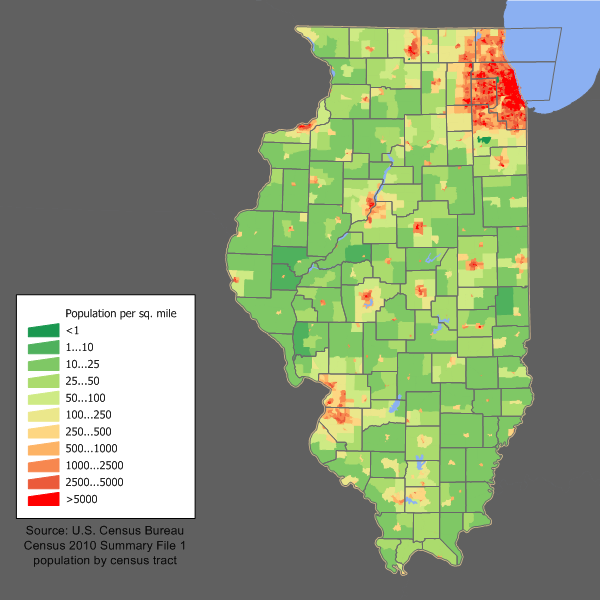 Population per sq. mile
<1
1...10
10...25
25...50
50...100
100...250
250...500
500...1000
1000...2500
2500...5000
>5000
Source: U.S. Census Bureau
Census 2010 Summary File 1
population by census tract